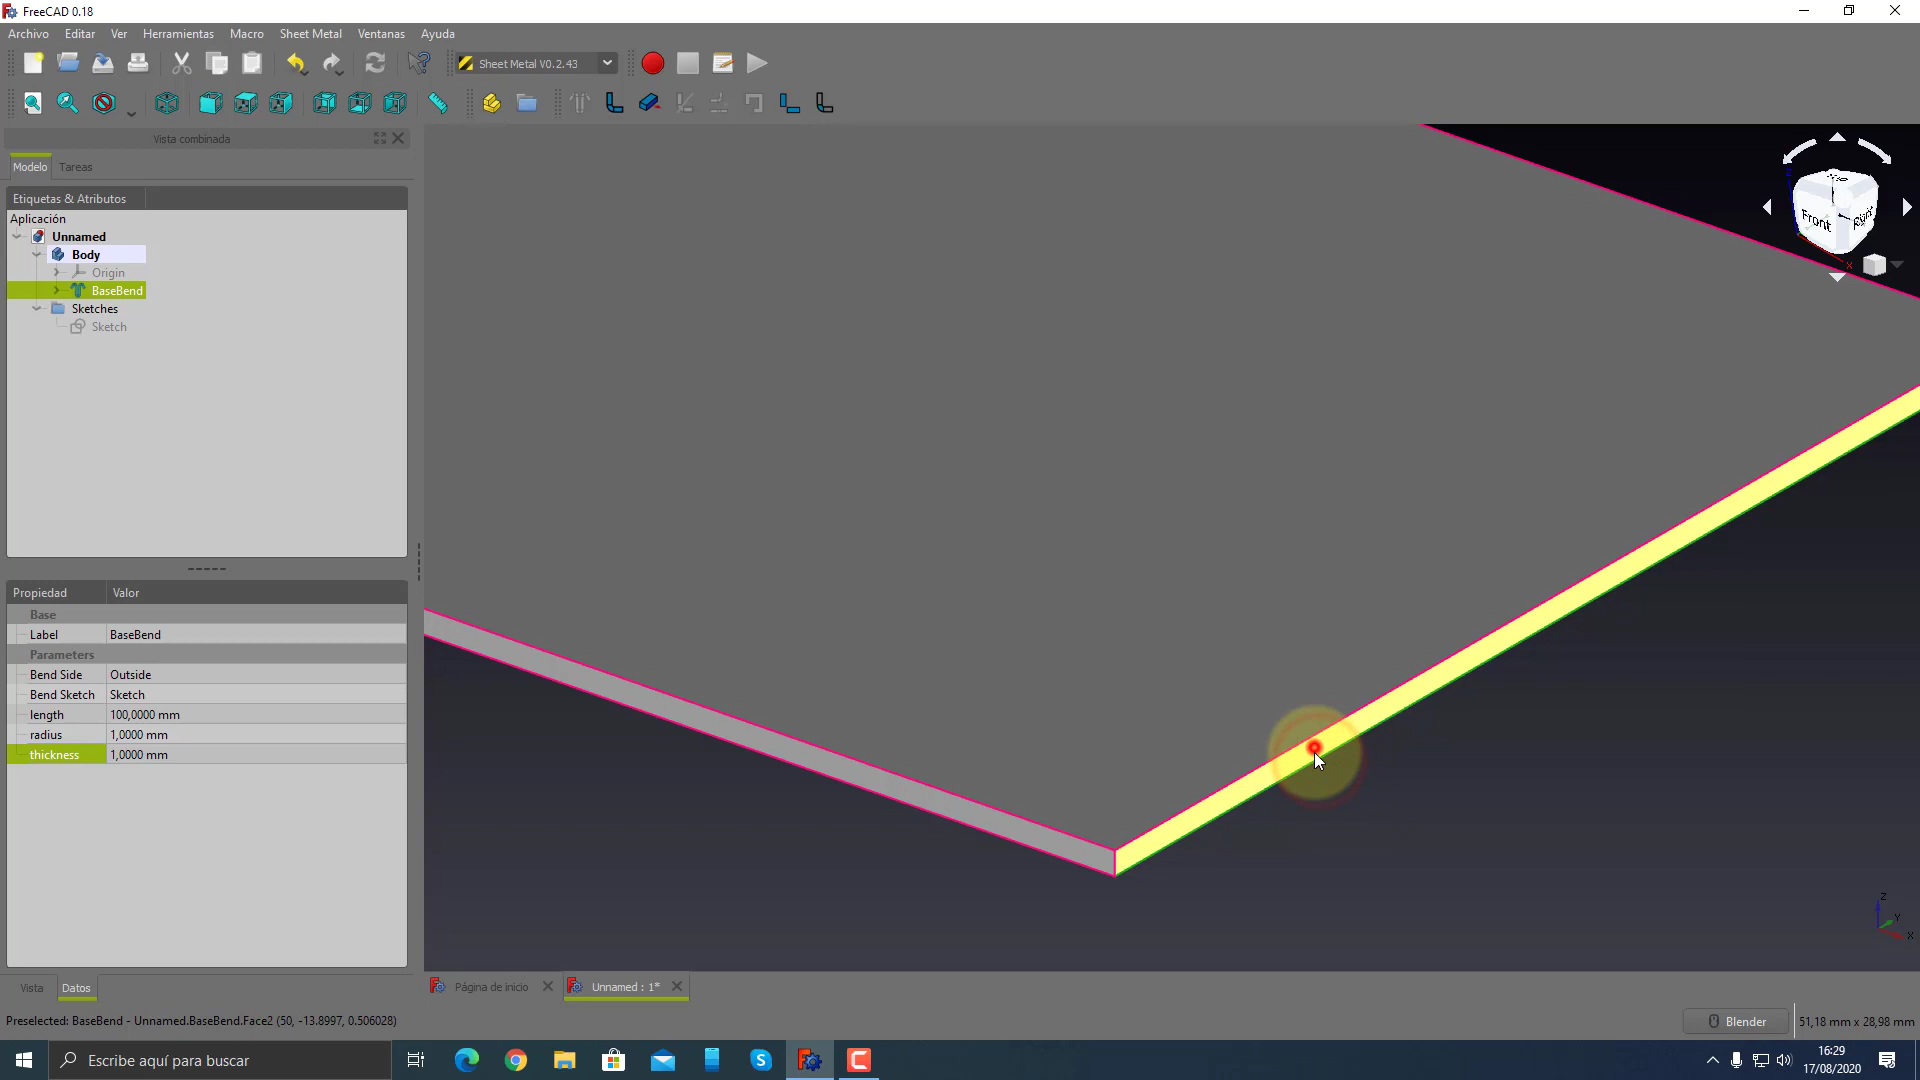 FreeCAD 0.18
Archivo Editar Ver Herramientas Macro Sheet Metal Ventanas Ayuda
Sheet Metal V0.2.43
Vista combinada
Modelo Tareas
Etiquetas & Atributos
Aplicación
Unnamed
Body
Origin
BaseBend
Sketches
Sketch
Front
Right
X
Propiedad Valor
Base
Label BaseBend
Parameters
Bend Side Outside
Bend Sketch Sketch
length 100,0000 mm
radius 1,0000 mm
thickness 1,0000 mm
Z
Y
X
Vista Datos
Página de inicio Unnamed : 1*
Preselected: BaseBend - Unnamed.BaseBend.Face2 (50, -13.8997, 0.506028)
Blender 51,18 mm x 28,98 mm
Escribe aquí para buscar
16:29
17/08/2020